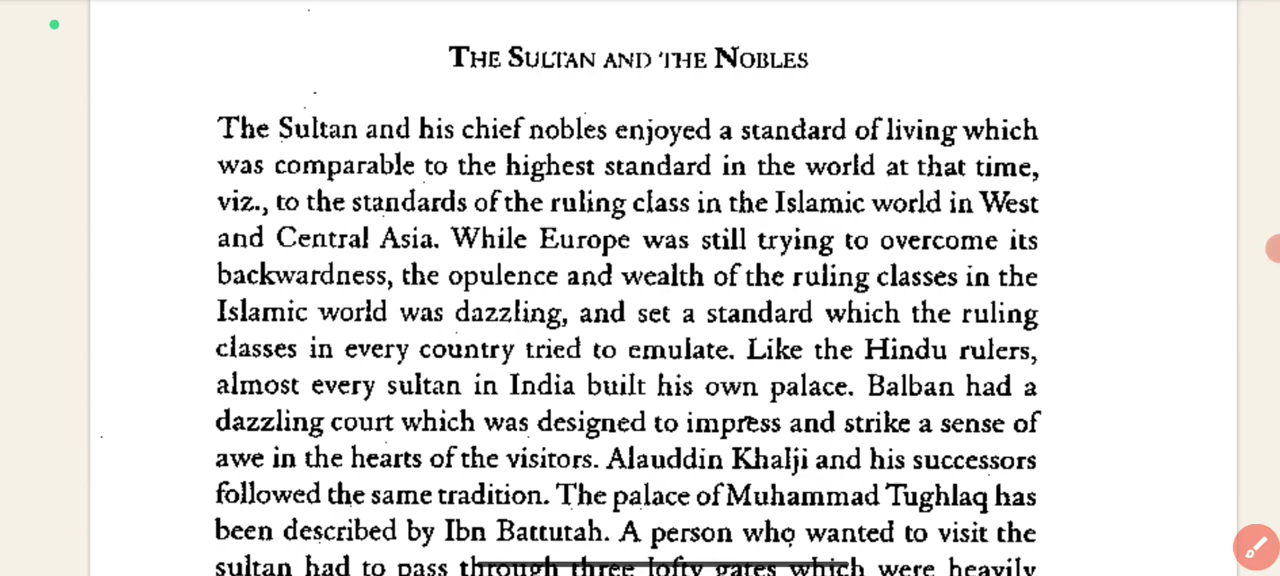 THE SULTAN AND THE NOBLES
The Sultan and his chief nobles enjoyed a standard of living which
was comparable to the highest standard in the world at that time,
viz., to the standards of the ruling class in the Islamic world in West
and Central Asia. While Europe was still trying to overcome its
backwardness, the opulence and wealth of the ruling classes in the
Islamic world was dazzling, and set a standard which the ruling
classes in every country tried to emulate. Like the Hindu rulers,
almost every sultan in India built his own palace. Balban had a
dazzling court which was designed to impress and strike a sense of
awe in the hearts of the visitors. Alauddin Khalji and his successors
followed the same tradition. The palace of Muhammad Tughlaq has
been described by Ibn Battutah. A person who wanted to visit the
sultan had to pass through three lofty gates which were heavily